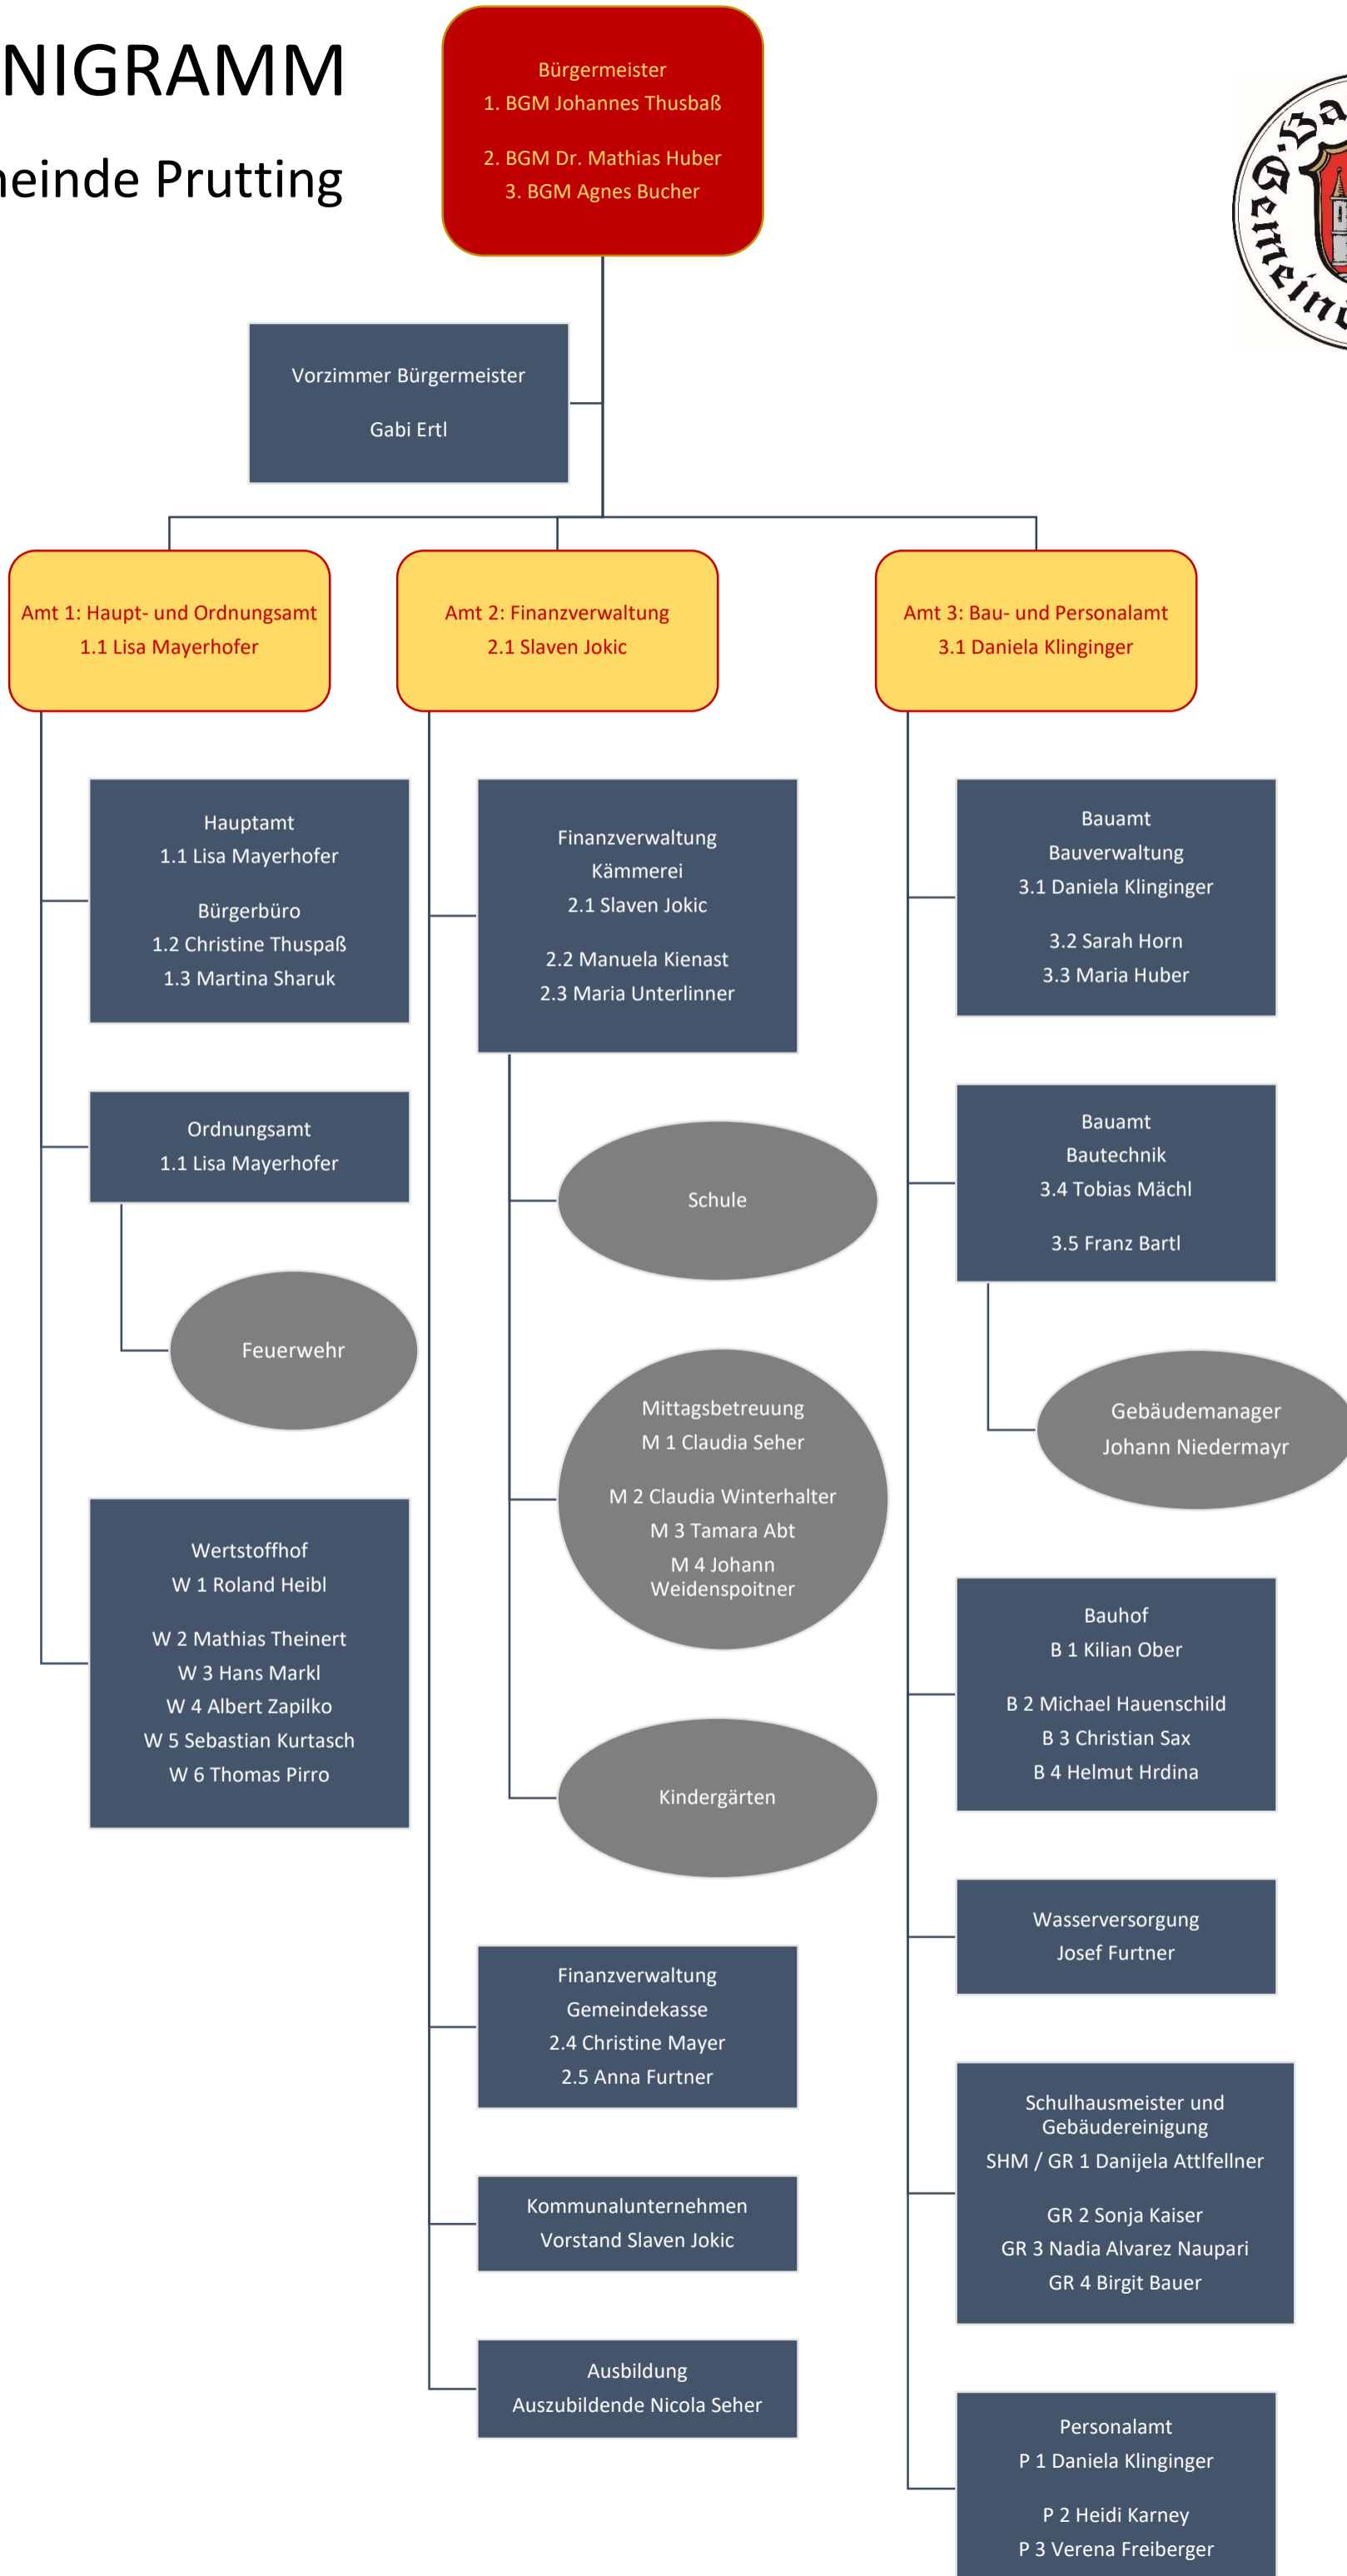 NIGRAMM
neinde Prutting
Bürgermeister
1. BGM Johannes Thusbaß
2. BGM Dr. Mathias Huber
3. BGM Agnes Bucher
Vorzimmer Bürgermeister
Gabi Ertl
Amt 1: Haupt- und Ordnungsamt
1.1 Lisa Mayerhofer
Hauptamt
1.1 Lisa Mayerhofer
Bürgerbüro
1.2 Christine Thuspaß
1.3 Martina Sharuk
Ordnungsamt
1.1 Lisa Mayerhofer
Feuerwehr
Wertstoffhof
W 1 Roland Heibl
W 2 Mathias Theinert
W 3 Hans Markl
W 4 Albert Zapilko
W 5 Sebastian Kurtasch
W 6 Thomas Pirro
Amt 2: Finanzverwaltung
2.1 Slaven Jokic
Finanzverwaltung
Kämmerei
2.1 Slaven Jokic
2.2 Manuela Kienast
2.3 Maria Unterlinner
Schule
Mittagsbetreuung
M 1 Claudia Seher
M 2 Claudia Winterhalter
M 3 Tamara Abt
M 4 Johann
Weidenspoitner
Kindergärten
Finanzverwaltung
Gemeindekasse
2.4 Christine Mayer
2.5 Anna Furtner
Kommunalunternehmen
Vorstand Slaven Jokic
Ausbildung
Auszubildende Nicola Seher
Amt 3: Bau- und Personalamt
3.1 Daniela Klinginger
Bauamt
Bauverwaltung
3.1 Daniela Klinginger
3.2 Sarah Horn
3.3 Maria Huber
Bauamt
Bautechnik
3.4 Tobias Mächl
3.5 Franz Bartl
Gebäudemanager
Johann Niedermayr
Bauhof
B 1 Kilian Ober
B 2 Michael Hauenschild
B 3 Christian Sax
B 4 Helmut Hrdina
Wasserversorgung
Josef Furtner
Schulhausmeister und
Gebäudereinigung
SHM / GR 1 Danijela Attlfellner
GR 2 Sonja Kaiser
GR 3 Nadia Alvarez Naupari
GR 4 Birgit Bauer
Personalamt
P 1 Daniela Klinginger
P 2 Heidi Karney
P 3 Verena Freiberger